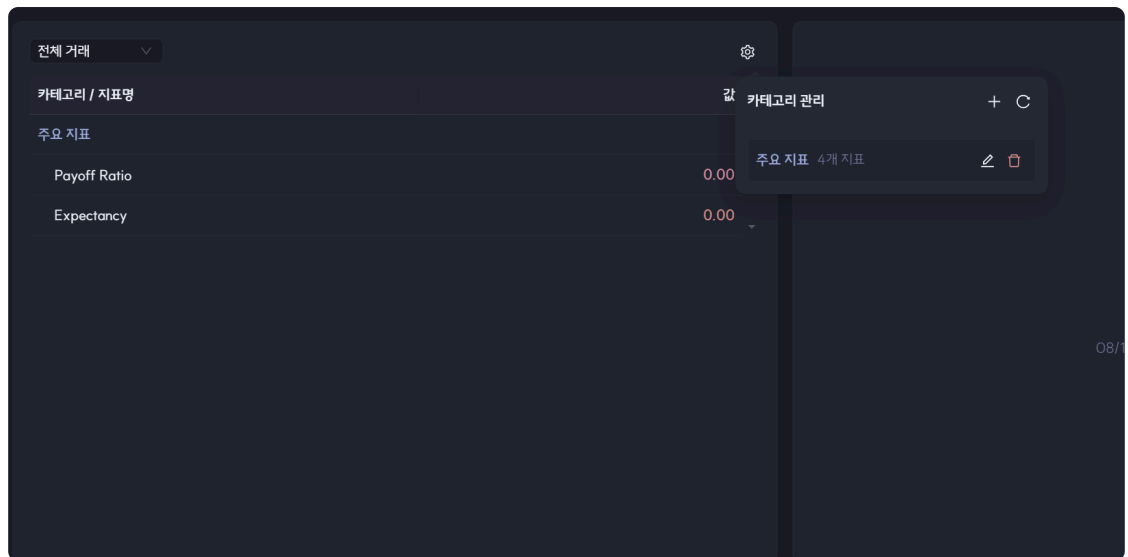 전체 거래
카테고리 / 지표명 값
주요 지표
Payoff Ratio 0.00
Expectancy 0.00
카테고리 관리
주요 지표 4개 지표